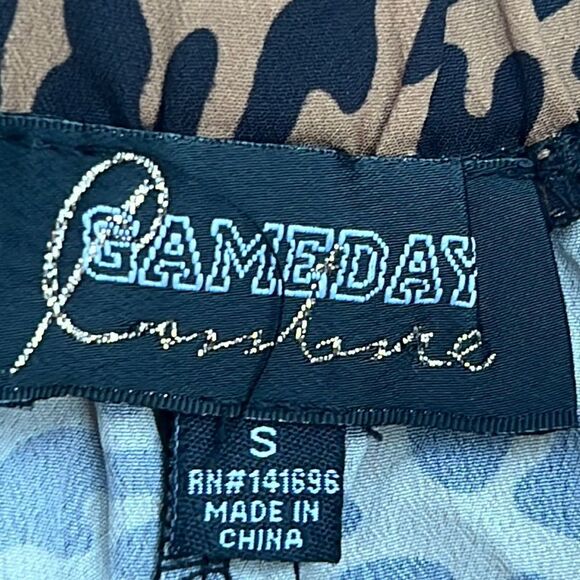 GAMEDAY
Couture
S
RN#141696
MADE IN
CHINA